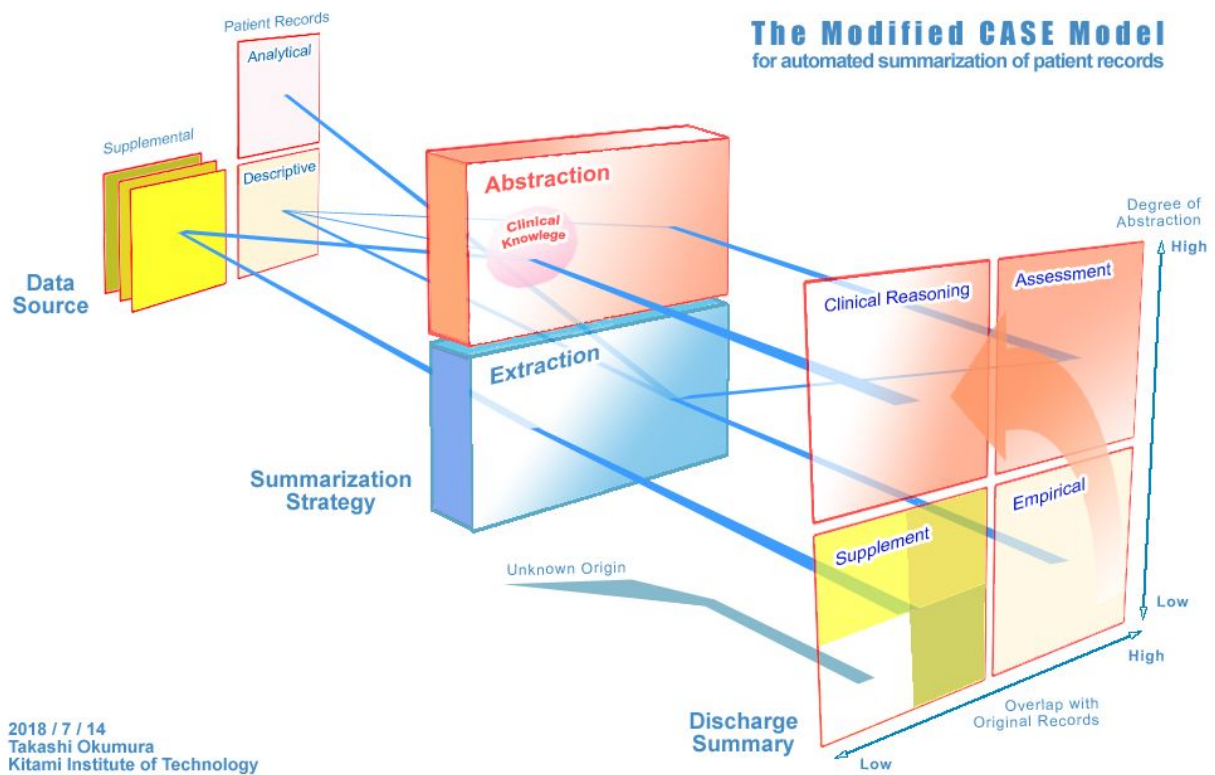 The Modified CASE Model
for automated summarization of patient records
Patient Records
Analytical
Supplemental
Descriptive
Data
Source
Abstraction
Clinical
Knowlege
Extraction
Summarization
Strategy
Unknown Origin
Degree of
Abstraction
High
Clinical Reasoning
Assessment
Supplement
Empirical
Low
High
Overlap with
Original Records
Low
Discharge
Summary
2018 / 7 / 14
Takashi Okumura
Kitami Institute of Technology